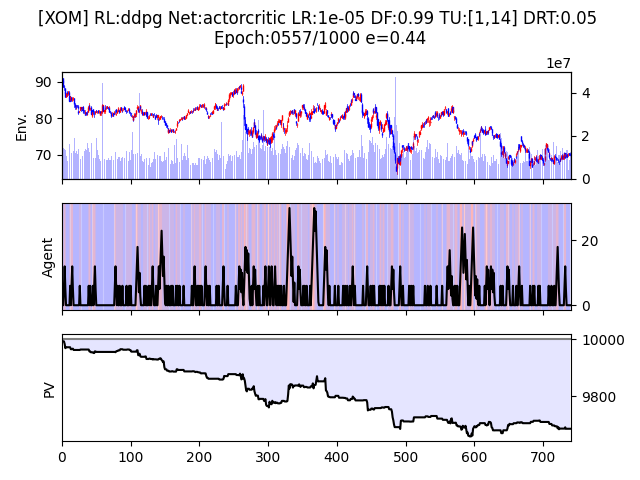 [XOM] RL:ddpg Net:actorcritic LR:1e-05 DF:0.99 TU:[1,14] DRT:0.05
Epoch:0557/1000 e=0.44
1e7
Env.
90
80
70
4
2
0
Agent
20
0
PV
10000
9800
0 100 200 300 400 500 600 700